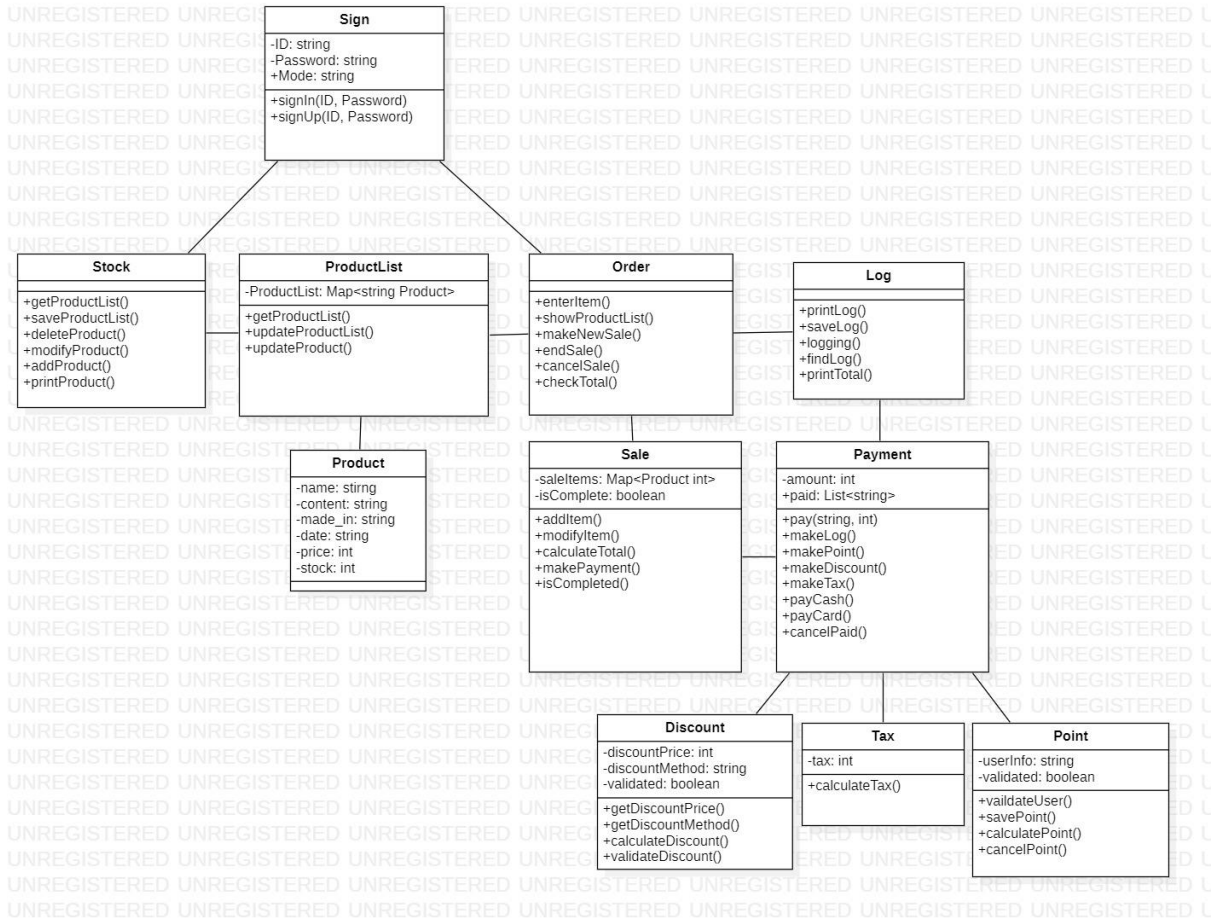 Sign
-ID: string
-Password: string
+Mode: string
+signIn(ID, Password)
+signUp(ID, Password)
Stock
+getProductList()
+saveProductList()
+deleteProduct()
+modifyProduct()
+addProduct()
+printProduct()
ProductList
-ProductList: Map<string Product>
+getProductList()
+updateProductList()
+updateProduct()
Order
+enterItem()
+showProductList()
+makeNewSale()
+endSale()
+cancelSale()
+checkTotal()
Log
+printLog()
+saveLog()
+logging()
+findLog()
+printTotal()
Product
-name: stirng
-content: string
-made_in: string
-date: string
-price: int
-stock: int
Sale
-saleItems: Map<Product int>
-isComplete: boolean
+addItem()
+modifyItem()
+calculateTotal()
+makePayment()
+isCompleted()
Payment
-amount: int
+paid: List<string>
+pay(string, int)
+makeLog()
+makePoint()
+makeDiscount()
+makeTax()
+payCash()
+payCard()
+cancelPaid()
Discount
-discountPrice: int
-discountMethod: string
-validated: boolean
+getDiscountPrice()
+getDiscountMethod()
+calculateDiscount()
+validateDiscount()
Tax
-tax: int
+calculateTax()
Point
-userInfo: string
-validated: boolean
+vaildateUser()
+savePoint()
+calculatePoint()
+cancelPoint()
UNREGISTERED